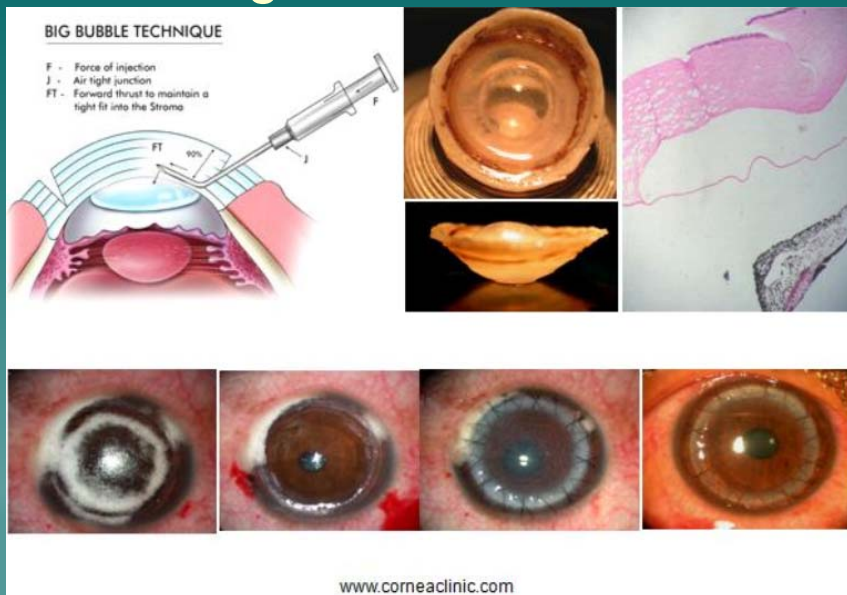 BIG BUBBLE TECHNIQUE
F - Force of injection
J - Air tight junction
FT - Forward thrust to maintain a
tight fit into the Stroma
FT
90%
F
J
www.corneaclinic.com